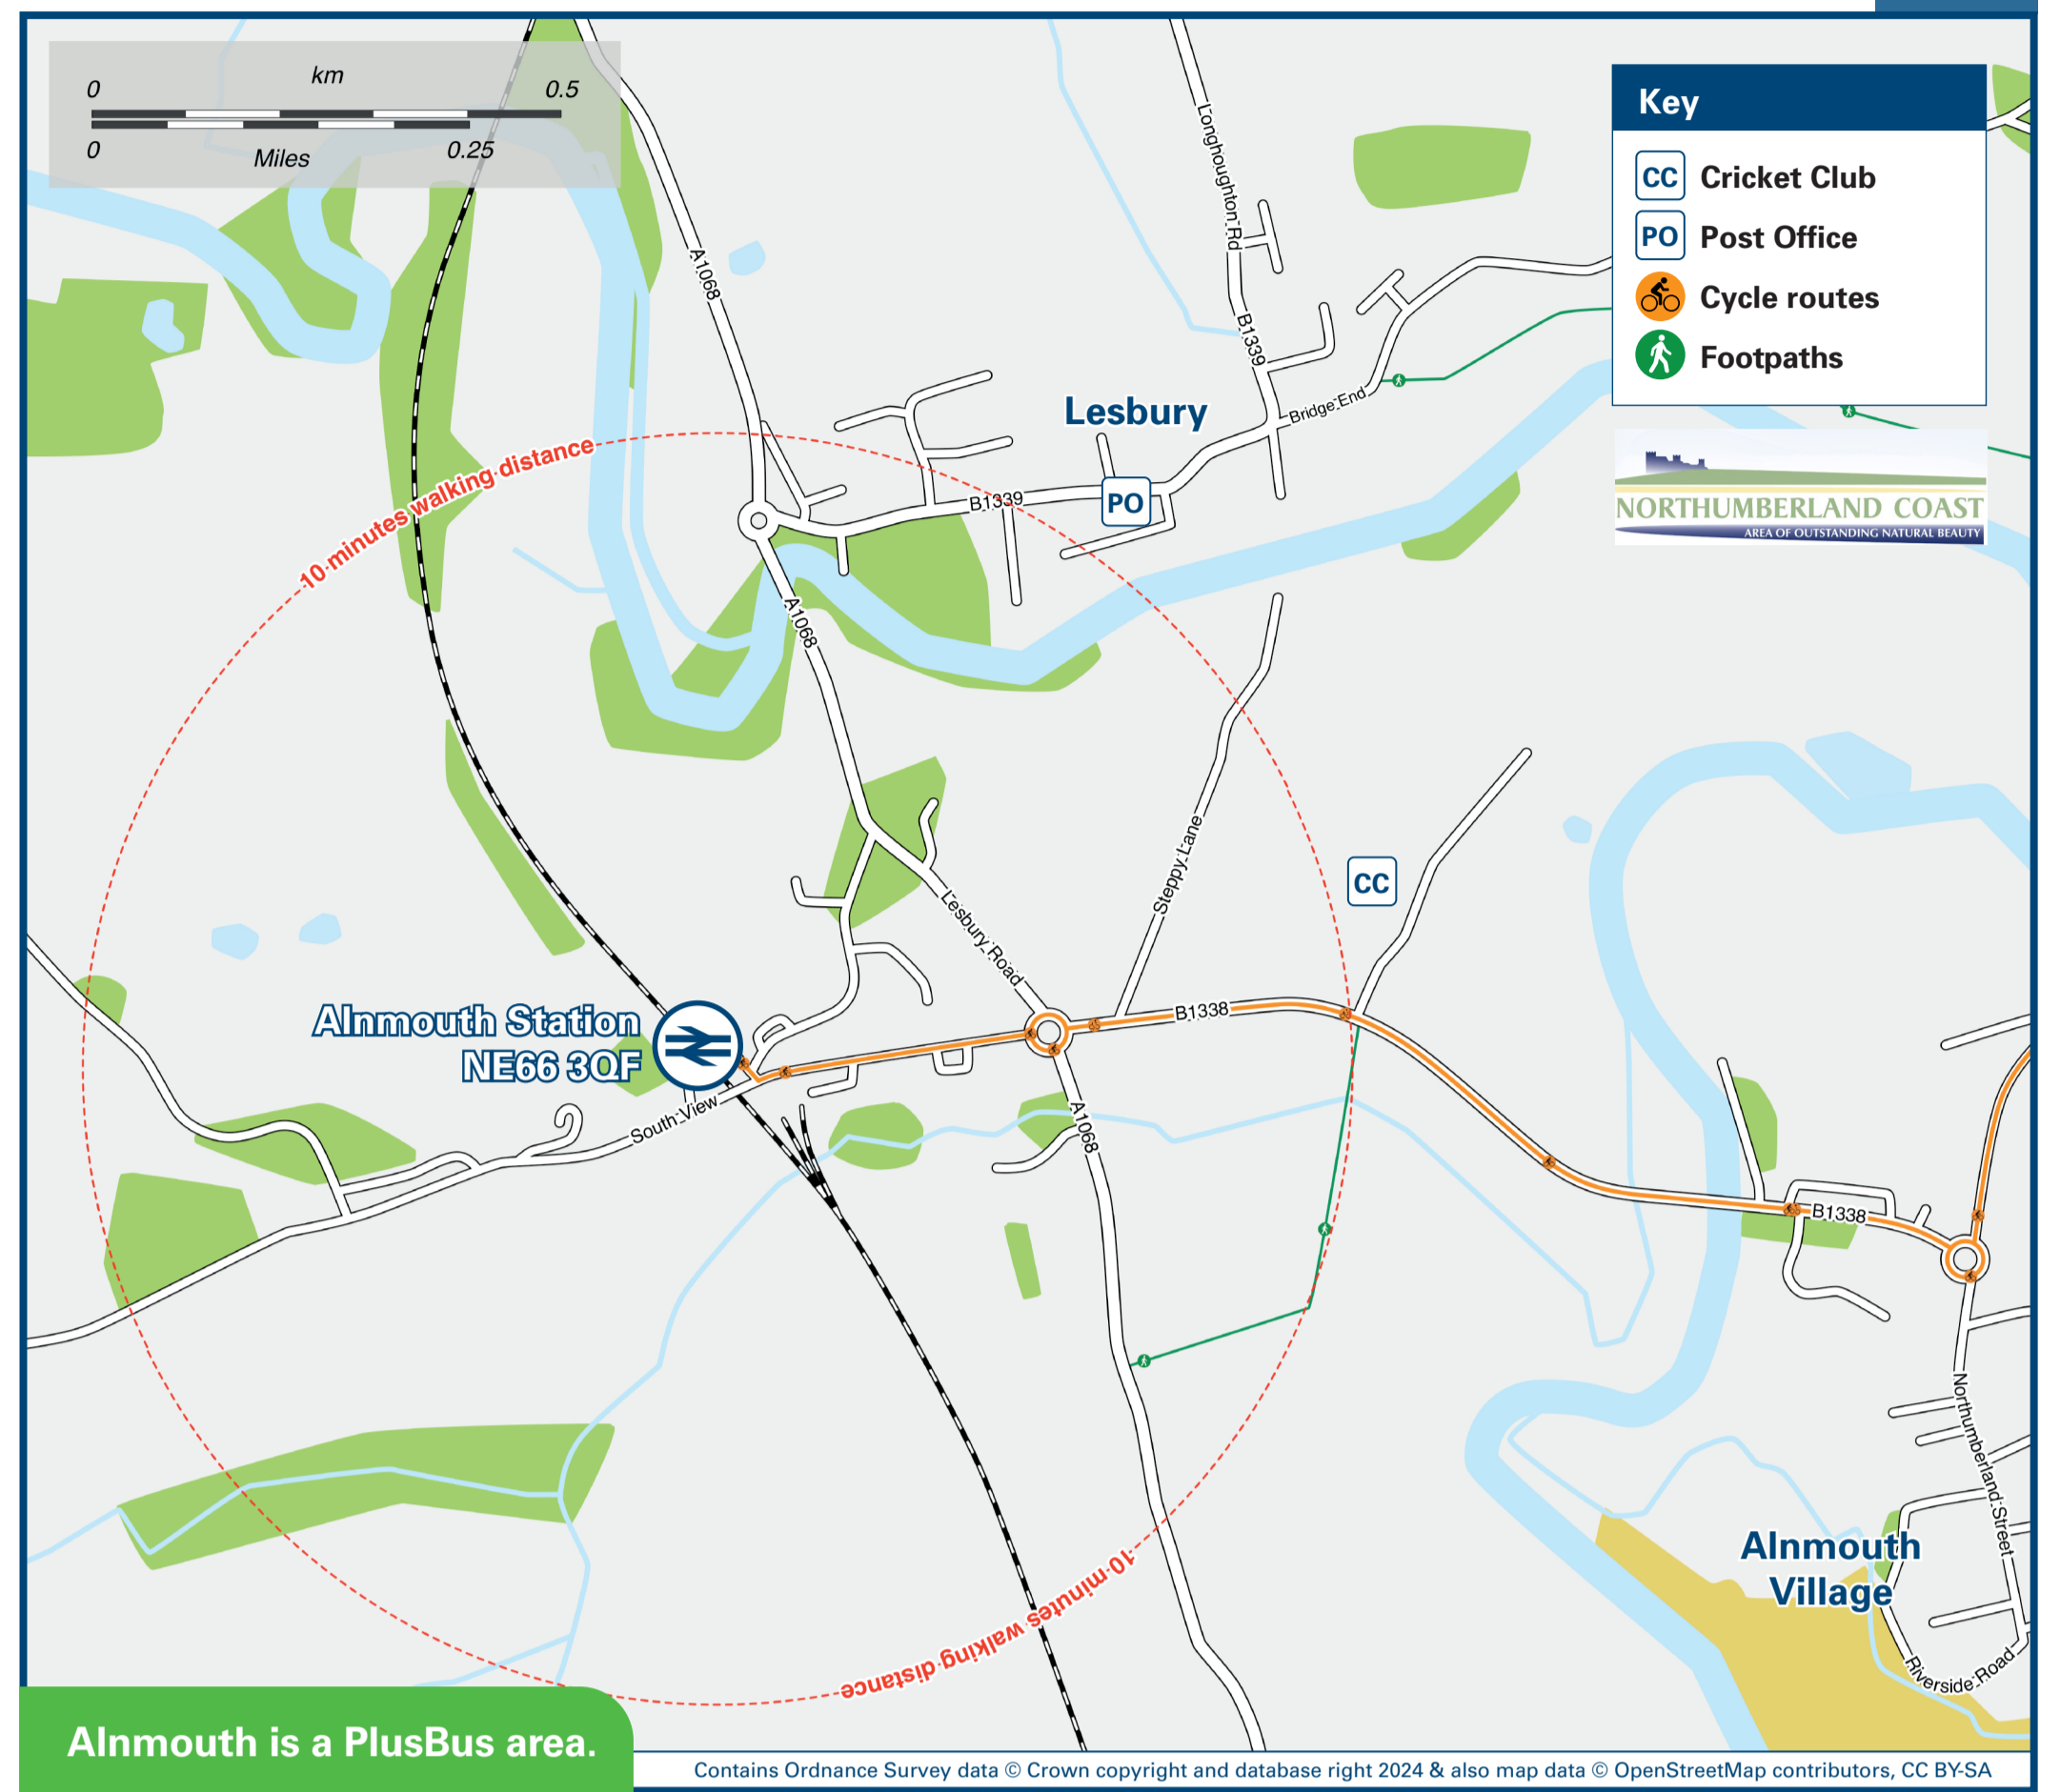 km
0 0.5
0 0.25
Miles
Key
CC Cricket Club
PO Post Office
Cycle routes
Footpaths
NORTHUMBERLAND COAST
AREA OF OUTSTANDING NATURAL BEAUTY
Longhoughton Rd
A1068
B1339
Bridge End
Lesbury
10 minutes walking distance
B1339
PO
A1068
Steppy Lane
CC
Lesbury Road
B1338
Alnmouth Station
NE66 3QF
South View
A1068
B1338
Northumberland Street
Alnmouth
Village
10 minutes walking distance
Riverside Road
Alnmouth is a PlusBus area.
Contains Ordnance Survey data © Crown copyright and database right 2024 & also map data © OpenStreetMap contributors, CC BY-SA